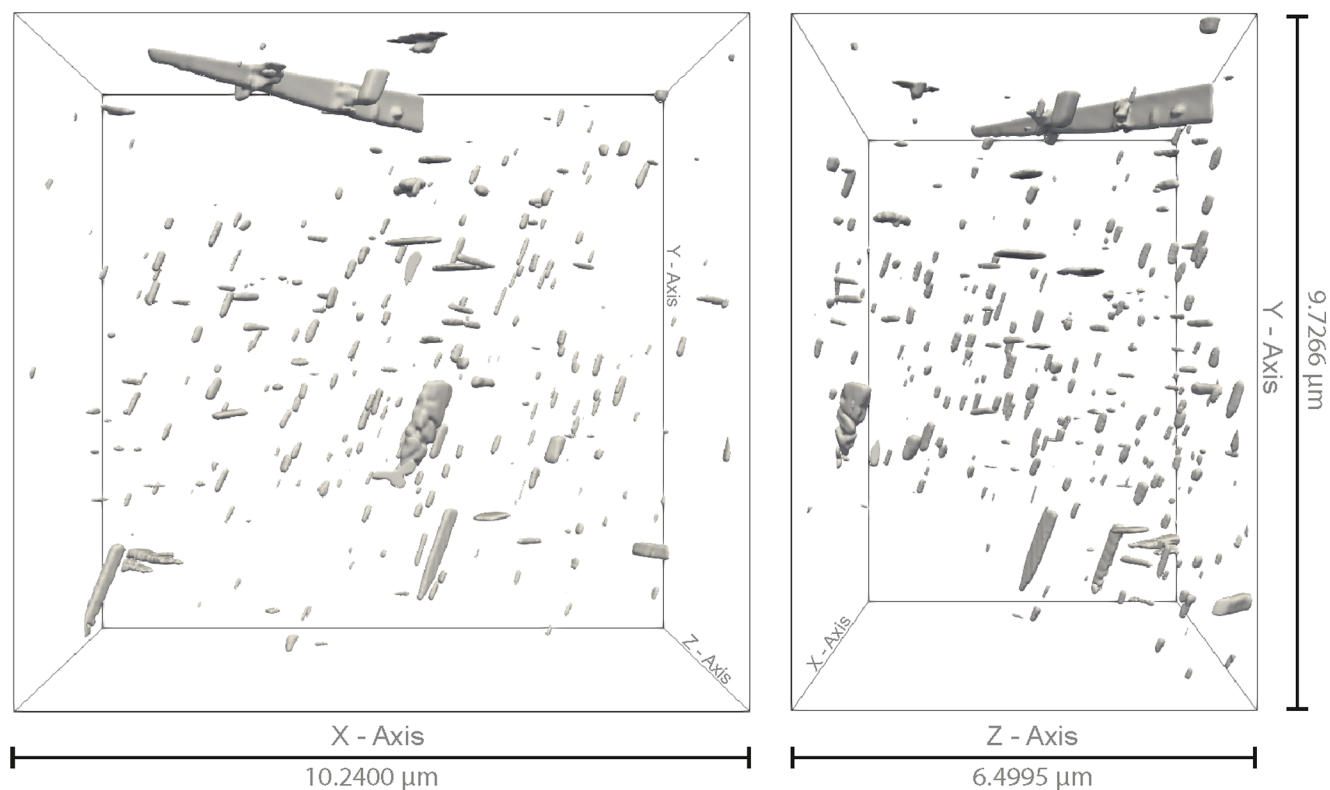 Y - Axis
Z - Axis
X - Axis
10.2400 µm
X - Axis
Y - Axis
9.7266 µm
Z - Axis
6.4995 µm